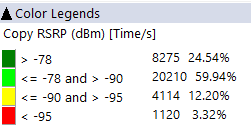 Color Legends
Copy RSRP (dBm) [Time/s]
> -78 8275 24.54%
<= -78 and > -90 20210 59.94%
<= -90 and > -95 4114 12.20%
< -95 1120 3.32%